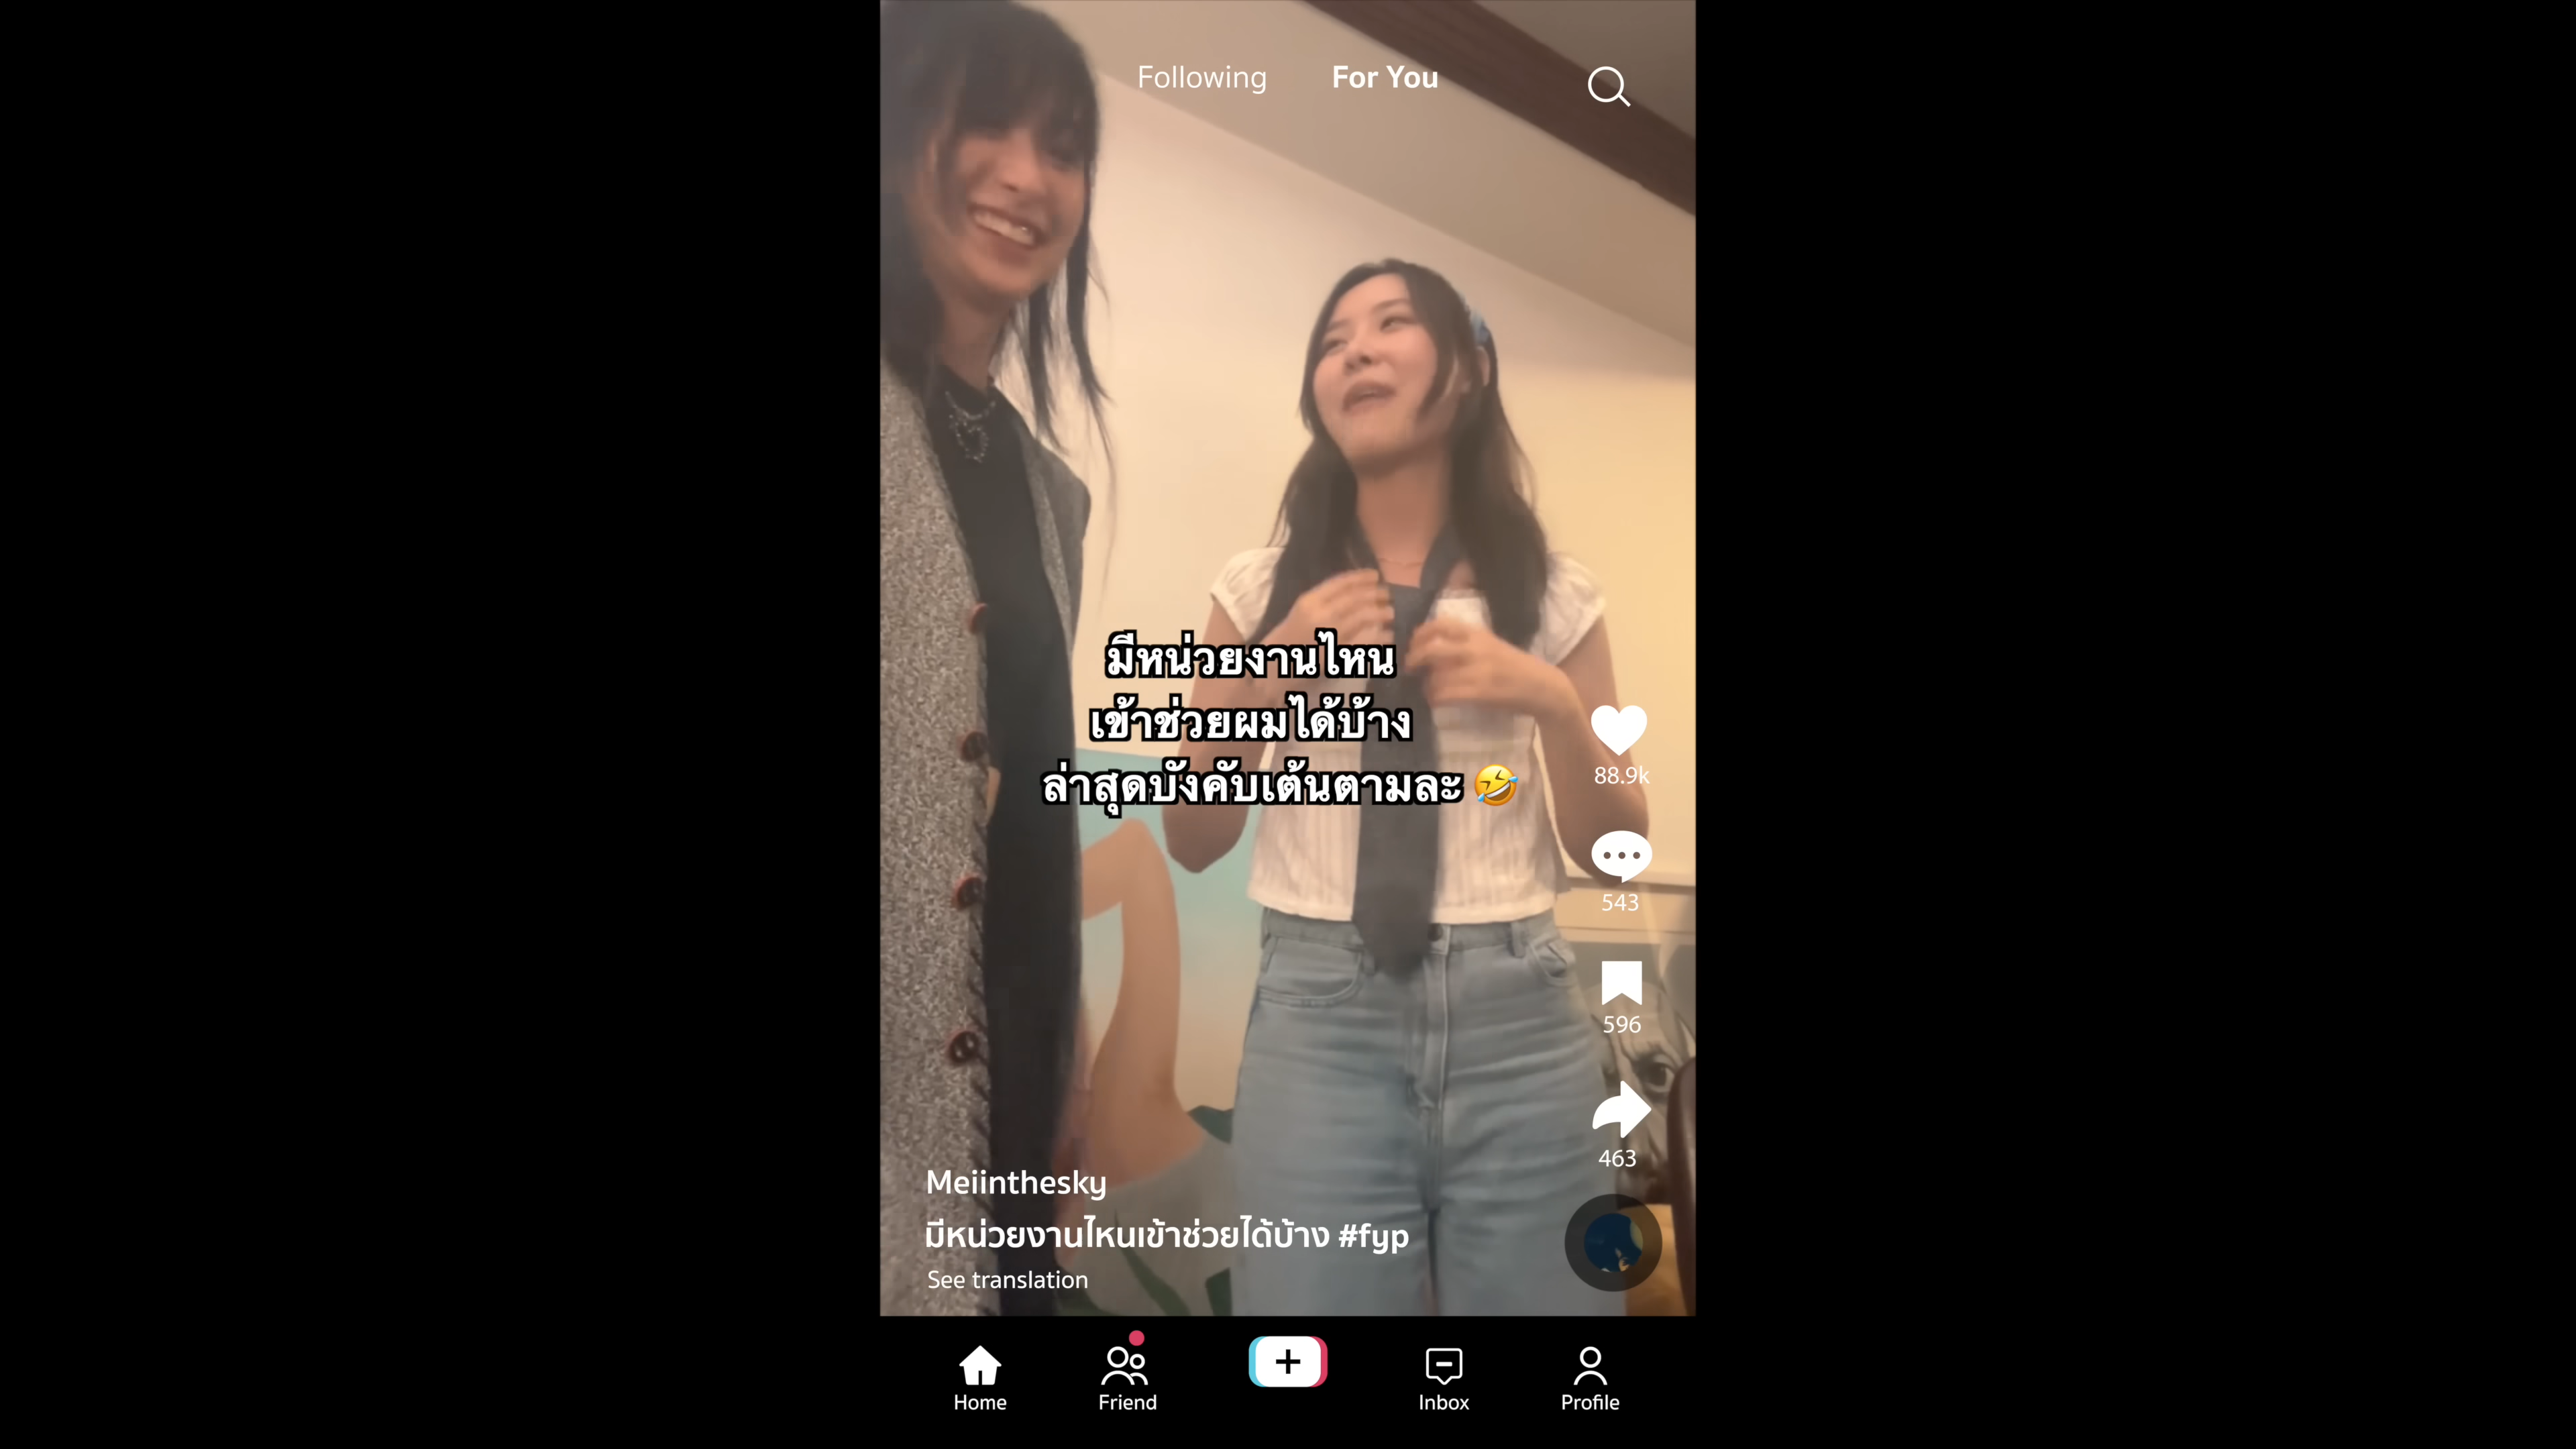 Following For You
มีหน่วยงานไหน
เข้าช่วยผมได้บ้าง
ล่าสุดบังคับเต้นตามละ 🤣
88.9k
543
596
463
Meiinthesky
มีหน่วยงานไหนเข้าช่วยได้บ้าง #fyp
See translation
Home Friend Inbox Profile